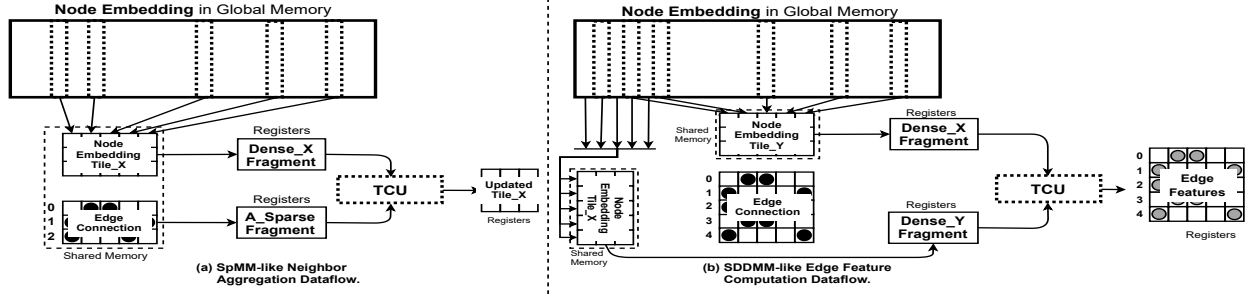 Node Embedding in Global Memory
Node
Embedding
Tile_X
Registers
Dense_X
Fragment
0
1
2
Edge
Connection
Shared Memory
Registers
A_Sparse
Fragment
TCU
Updated
Tile_X
Registers
(a) SpMM-like Neighbor
Aggregation Dataflow.
Node Embedding in Global Memory
Shared
Memory
Node
Embedding
Tile_Y
Registers
Dense_X
Fragment
Node
Embedding
Tile_X
Shared
Memory
0
1
2
3
4
Edge
Connection
Registers
Dense_Y
Fragment
TCU
0
1
2
3
4
Edge
Features
Registers
(b) SDDMM-like Edge Feature
Computation Dataflow.